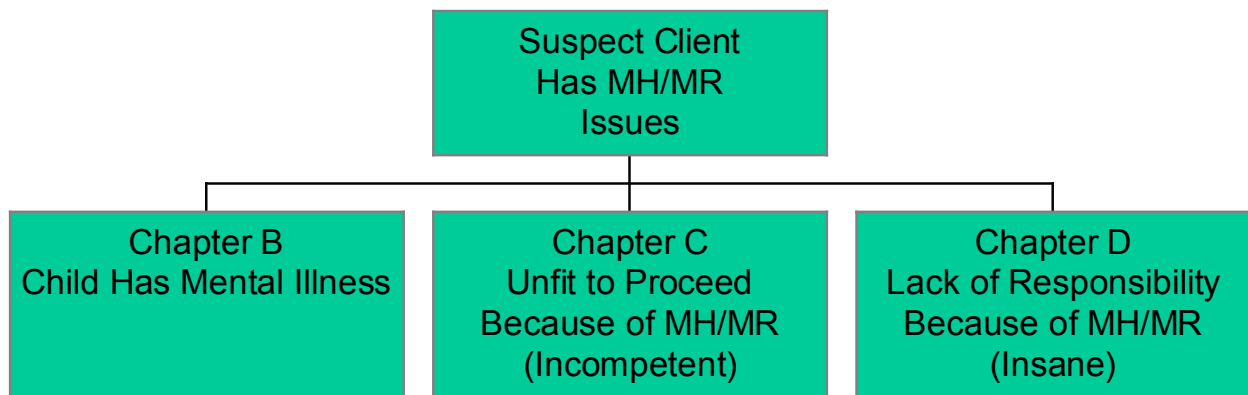 Suspect Client
Has MH/MR
Issues
Chapter B
Child Has Mental Illness
Chapter C
Unfit to Proceed
Because of MH/MR
(Incompetent)
Chapter D
Lack of Responsibility
Because of MH/MR
(Insane)